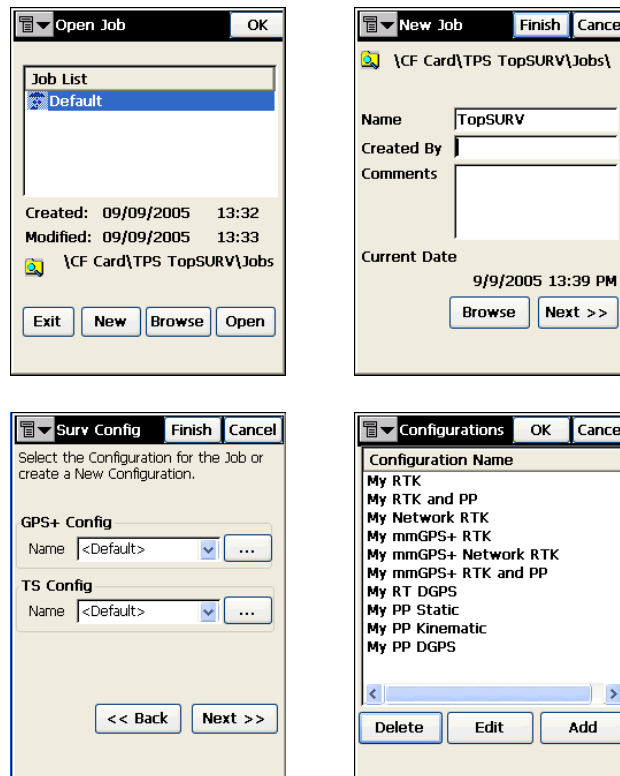 Open Job OK
Job List
Default
Created: 09/09/2005 13:32
Modified: 09/09/2005 13:33
\CF Card\TPS TopSURV\Jobs
Exit New Browse Open
New Job Finish Cance
\CF Card\TPS TopSURV\Jobs\
Name TopSURV
Created By
Comments
Current Date
9/9/2005 13:39 PM
Browse Next >>
Surv Config Finish Cancel
Select the Configuration for the Job or
create a New Configuration.
GPS+ Config
Name <Default> ...
TS Config
Name <Default> ...
<< Back Next >>
Configurations OK Cance
Configuration Name
My RTK
My RTK and PP
My Network RTK
My mmGPS+ RTK
My mmGPS+ Network RTK
My mmGPS+ RTK and PP
My RT DGPS
My PP Static
My PP Kinematic
My PP DGPS
Delete Edit Add